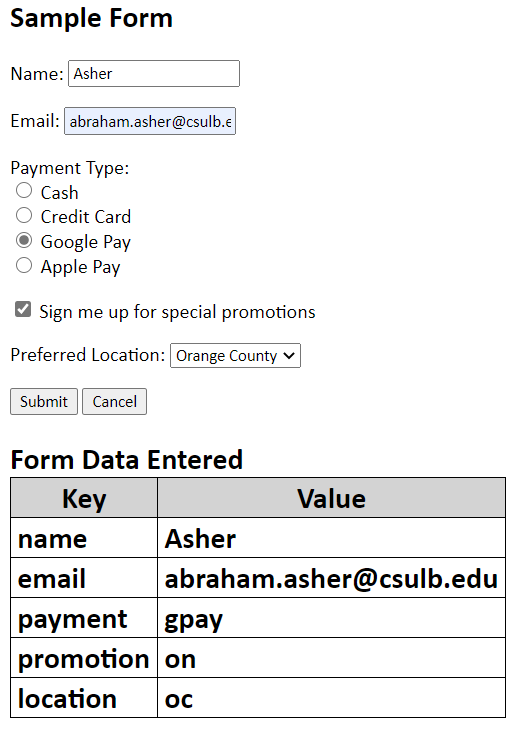 Sample Form
Name: Asher
Email: abraham.asher@csulb.e
Payment Type:
Cash
Credit Card
Google Pay
Apple Pay
Sign me up for special promotions
Preferred Location: Orange County
Submit Cancel
Form Data Entered
Key Value
name Asher
email abraham.asher@csulb.edu
payment gpay
promotion on
location oc